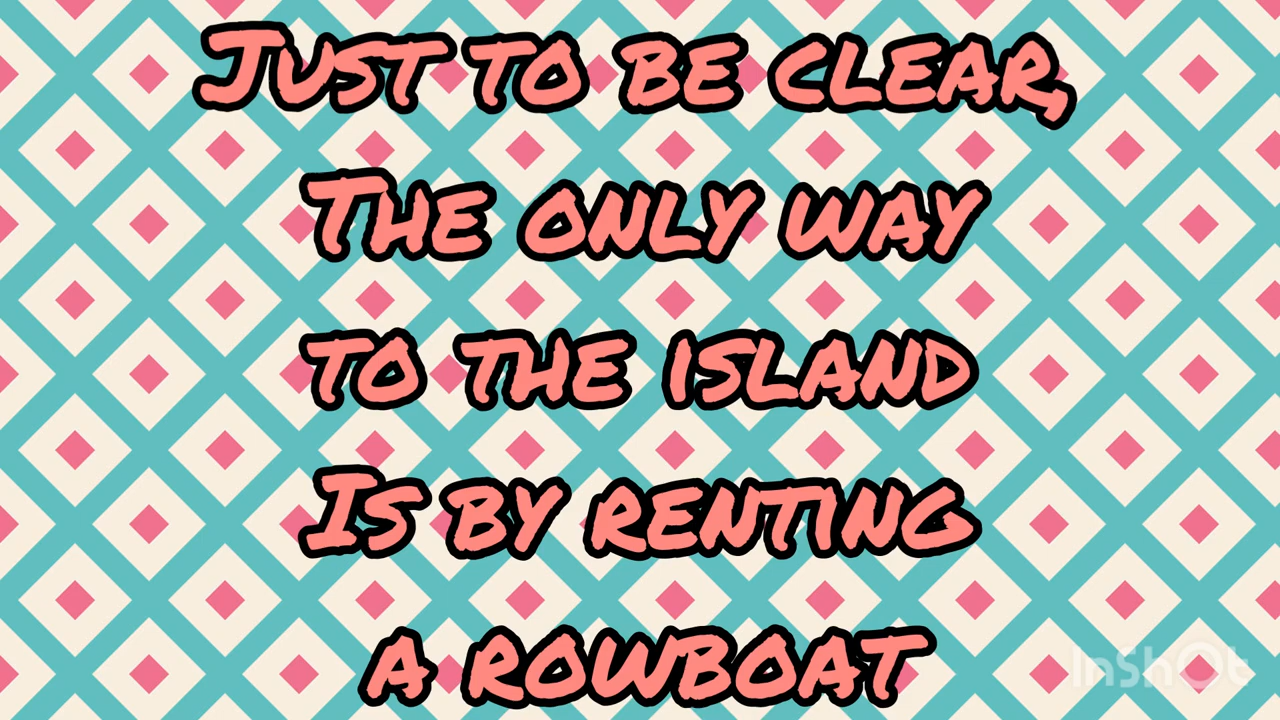 Just to be clear,
The only way
to the island
Is by renting
a rowboat
InShOt